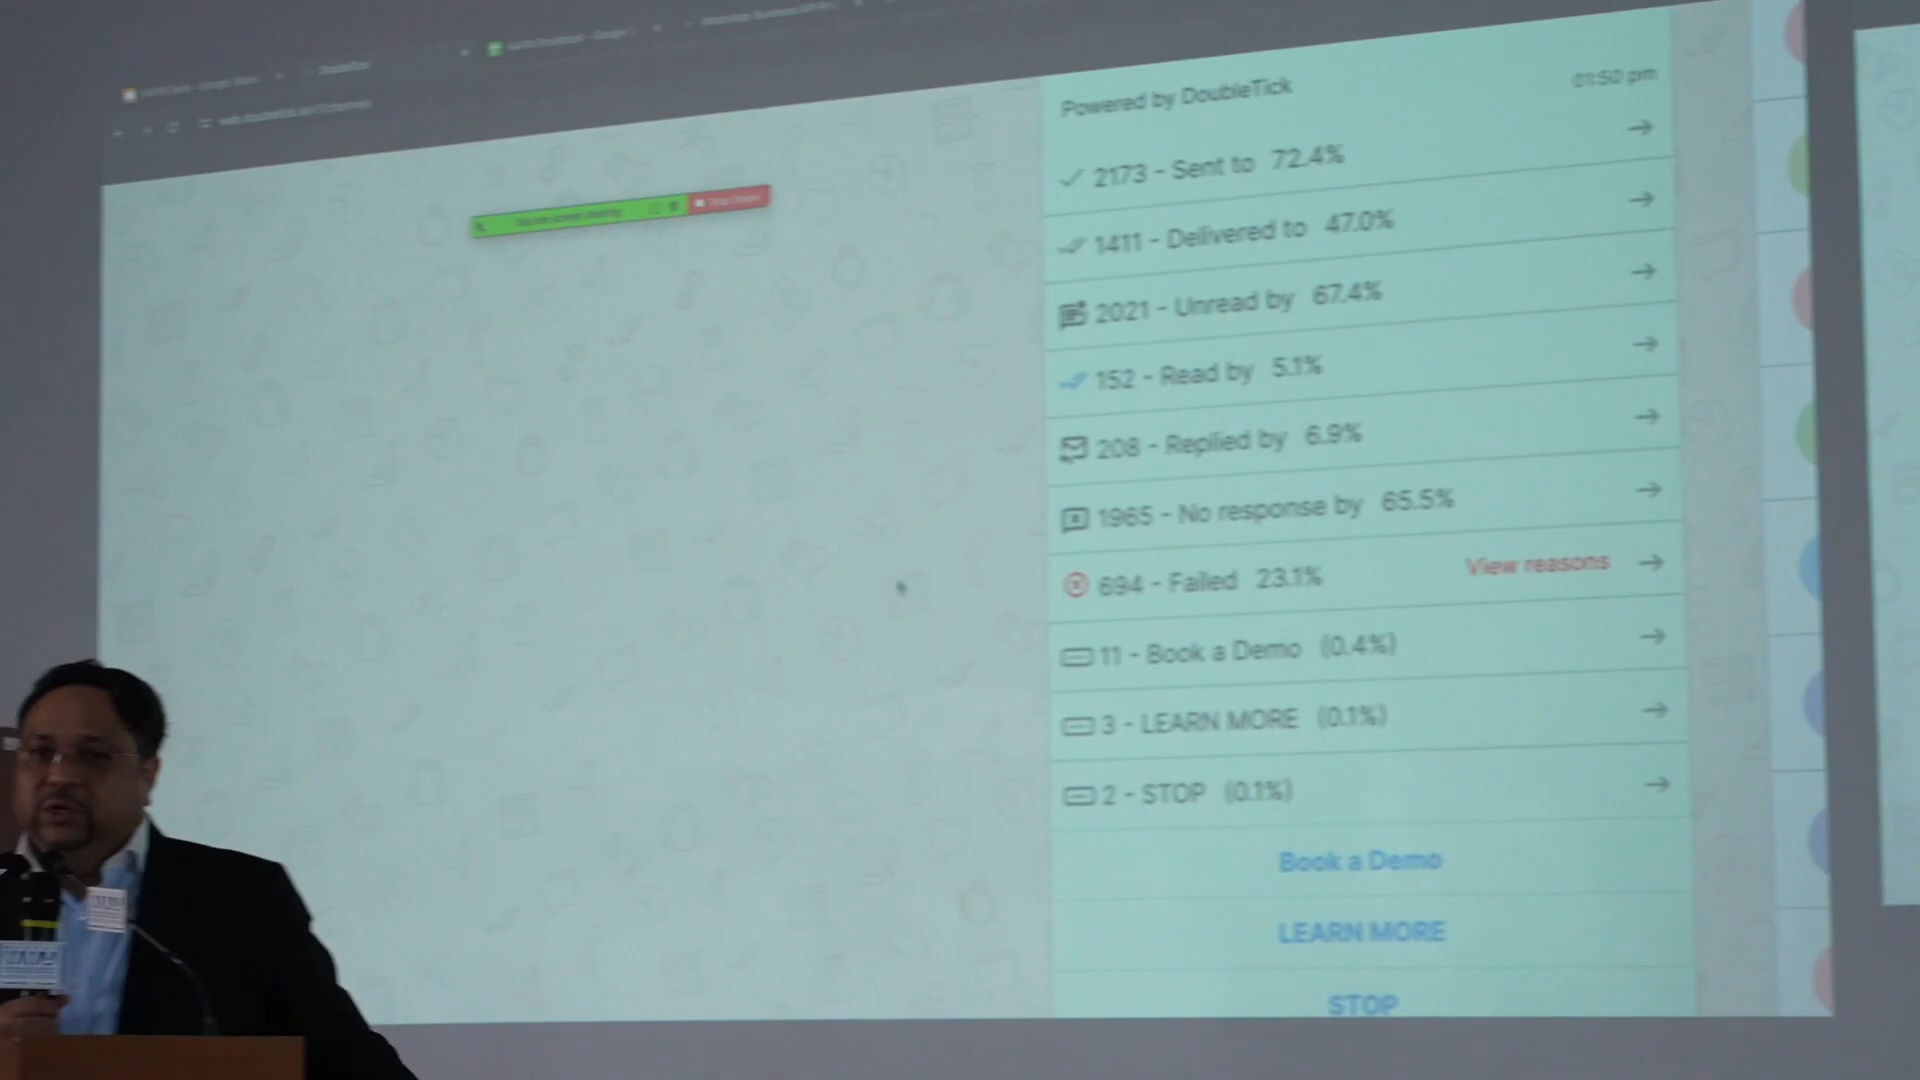 Powered by DoubleTick
01:50 pm
2173 - Sent to 72.4%
1411 - Delivered to 47.0%
2021 - Unread by 67.4%
152 - Read by 5.1%
208 - Replied by 6.9%
1965 - No response by 65.5%
694 - Failed 23.1% View reasons
11 - Book a Demo (0.4%)
3 - LEARN MORE (0.1%)
2 - STOP (0.1%)
Book a Demo
LEARN MORE
STOP